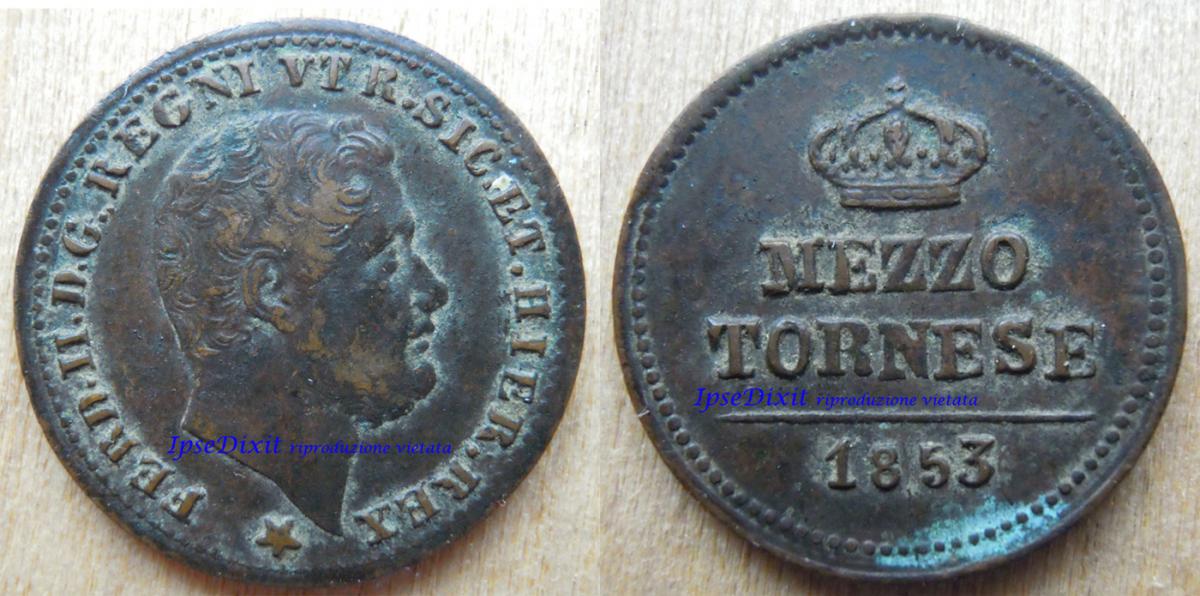 FERD.II.D.G.REGNI VTR.SIC.ET.HIER.REX
IpseDixit riproduzione vietata
MEZZO
TORNESE
IpseDixit riproduzione vietata
1853